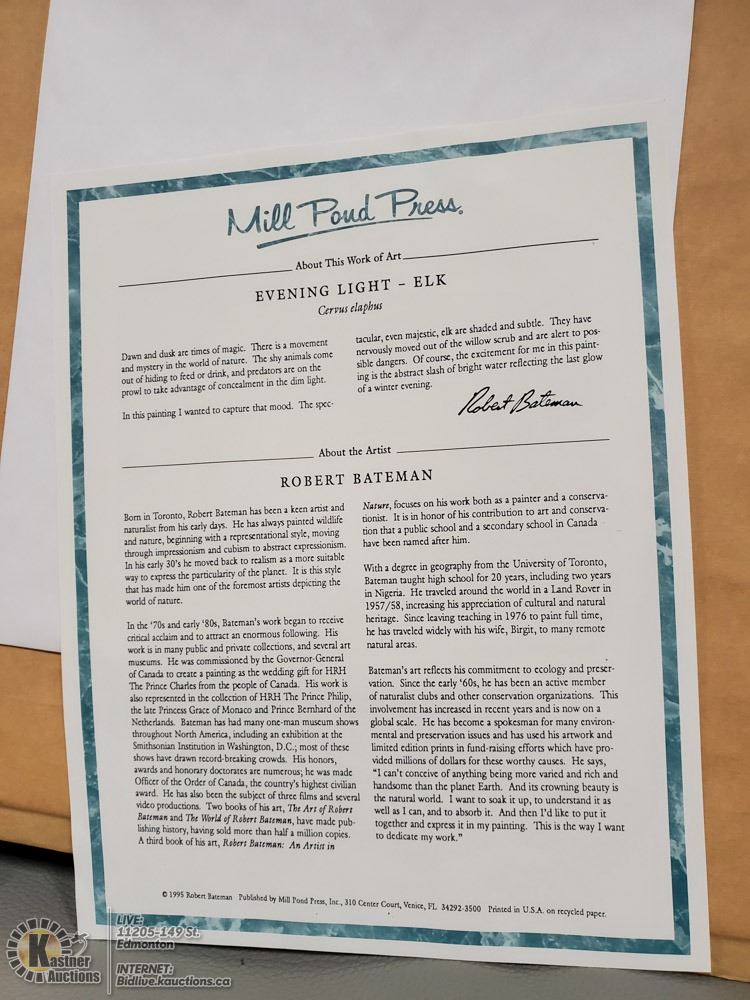 Mill Pond Press.
About This Work of Art
EVENING LIGHT – ELK
Cervus elaphus
Dawn and dusk are times of magic. There is a movement
and mystery in the world of nature. The shy animals come
out of hiding to feed or drink, and predators are on the
prowl to take advantage of concealment in the dim light.
In this painting I wanted to capture that mood. The spec-
tacular, even majestic, elk are shaded and subtle. They have
nervously moved out of the willow scrub and are alert to pos-
sible dangers. Of course, the excitement for me in this paint-
ing is the abstract slash of bright water reflecting the last glow
of a winter evening.
Robert Bateman
About the Artist
ROBERT BATEMAN
Born in Toronto, Robert Bateman has been a keen artist and
naturalist from his early days. He has always painted wildlife
and nature, beginning with a representational style, moving
through impressionism and cubism to abstract expressionism.
In his early 30's he moved back to realism as a more suitable
way to express the particularity of the planet. It is this style
that has made him one of the foremost artists depicting the
world of nature.
In the '70s and early '80s, Bateman's work began to receive
critical acclaim and to attract an enormous following. His
work is in many public and private collections, and several art
museums. He was commissioned by the Governor-General
of Canada to create a painting as the wedding gift for HRH
The Prince Charles from the people of Canada. His work is
also represented in the collection of HRH The Prince Philip,
the late Princess Grace of Monaco and Prince Bernhard of the
Netherlands. Bateman has had many one-man museum shows
throughout North America, including an exhibition at the
Smithsonian Institution in Washington, D.C.; most of these
shows have drawn record-breaking crowds. His honors,
awards and honorary doctorates are numerous; he was made
Officer of the Order of Canada, the country's highest civilian
award. He has also been the subject of three films and several
video productions. Two books of his art, The Art of Robert
Bateman and The World of Robert Bateman, have made pub-
lishing history, having sold more than half a million copies.
A third book of his art, Robert Bateman: An Artist in
Nature, focuses on his work both as a painter and a conserva-
tionist. It is in honor of his contribution to art and conserva-
tion that a public school and a secondary school in Canada
have been named after him.
With a degree in geography from the University of Toronto,
Bateman taught high school for 20 years, including two years
in Nigeria. He traveled around the world in a Land Rover in
1957/58, increasing his appreciation of cultural and natural
heritage. Since leaving teaching in 1976 to paint full time,
he has traveled widely with his wife, Birgit, to many remote
natural areas.
Bateman's art reflects his commitment to ecology and preser-
vation. Since the early '60s, he has been an active member
of naturalist clubs and other conservation organizations. This
involvement has increased in recent years and is now on a
global scale. He has become a spokesman for many environ-
mental and preservation issues and has used his artwork and
limited edition prints in fund-raising efforts which have pro-
vided millions of dollars for these worthy causes. He says,
"I can't conceive of anything being more varied and rich and
handsome than the planet Earth. And its crowning beauty is
the natural world. I want to soak it up, to understand it as
well as I can, and to absorb it. And then I'd like to put it
together and express it in my painting. This is the way I want
to dedicate my work."
© 1995 Robert Bateman Published by Mill Pond Press, Inc., 310 Center Court, Venice, FL 34292-3500 Printed in U.S.A. on recycled paper.
Kastner
Auctions
LIVE:
11205-149 St.
Edmonton
INTERNET:
Bidlive.kauctions.ca